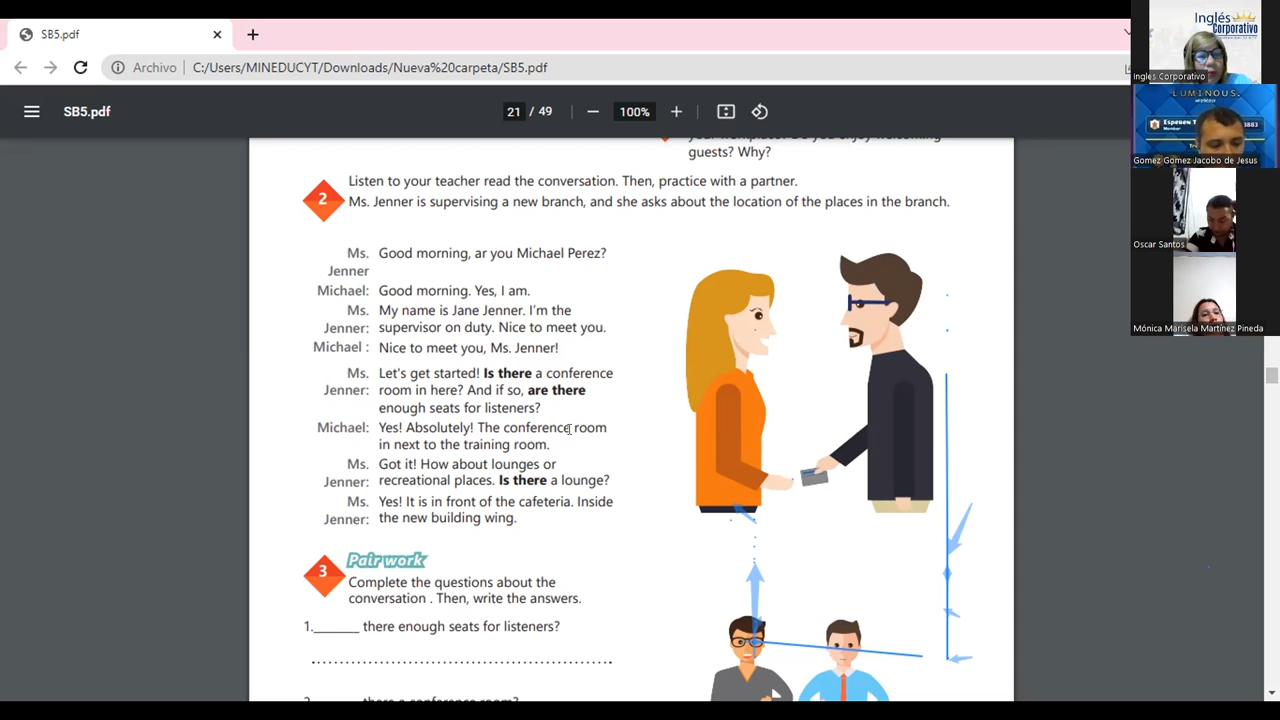 SB5.pdf
Archivo
C:/Users/MINEDUCYT/Downloads/Nueva%20carpeta/SB5.pdf
SB5.pdf
21 / 49
100%
guests? Why?
2
Listen to your teacher read the conversation. Then, practice with a partner.
Ms. Jenner is supervising a new branch, and she asks about the location of the places in the branch.
Ms. Jenner
Good morning, ar you Michael Perez?
Michael: Good morning. Yes, I am.
Ms. My name is Jane Jenner. I'm the
Jenner: supervisor on duty. Nice to meet you.
Michael : Nice to meet you, Ms. Jenner!
Ms. Let's get started! Is there a conference
Jenner: room in here? And if so, are there
enough seats for listeners?
Michael: Yes! Absolutely! The conference room
in next to the training room.
Ms. Got it! How about lounges or
Jenner: recreational places. Is there a lounge?
Ms. Yes! It is in front of the cafeteria. Inside
Jenner: the new building wing.
3
Pair work
Complete the questions about the
conversation . Then, write the answers.
1.______ there enough seats for listeners?
there a conference room?
Inglés
Corporativo
Ingles Corporativo
LUMINOUS.
Member
Gomez Gomez Jacobo de Jesus
Oscar Santos
Mónica Marisela Martínez Pineda